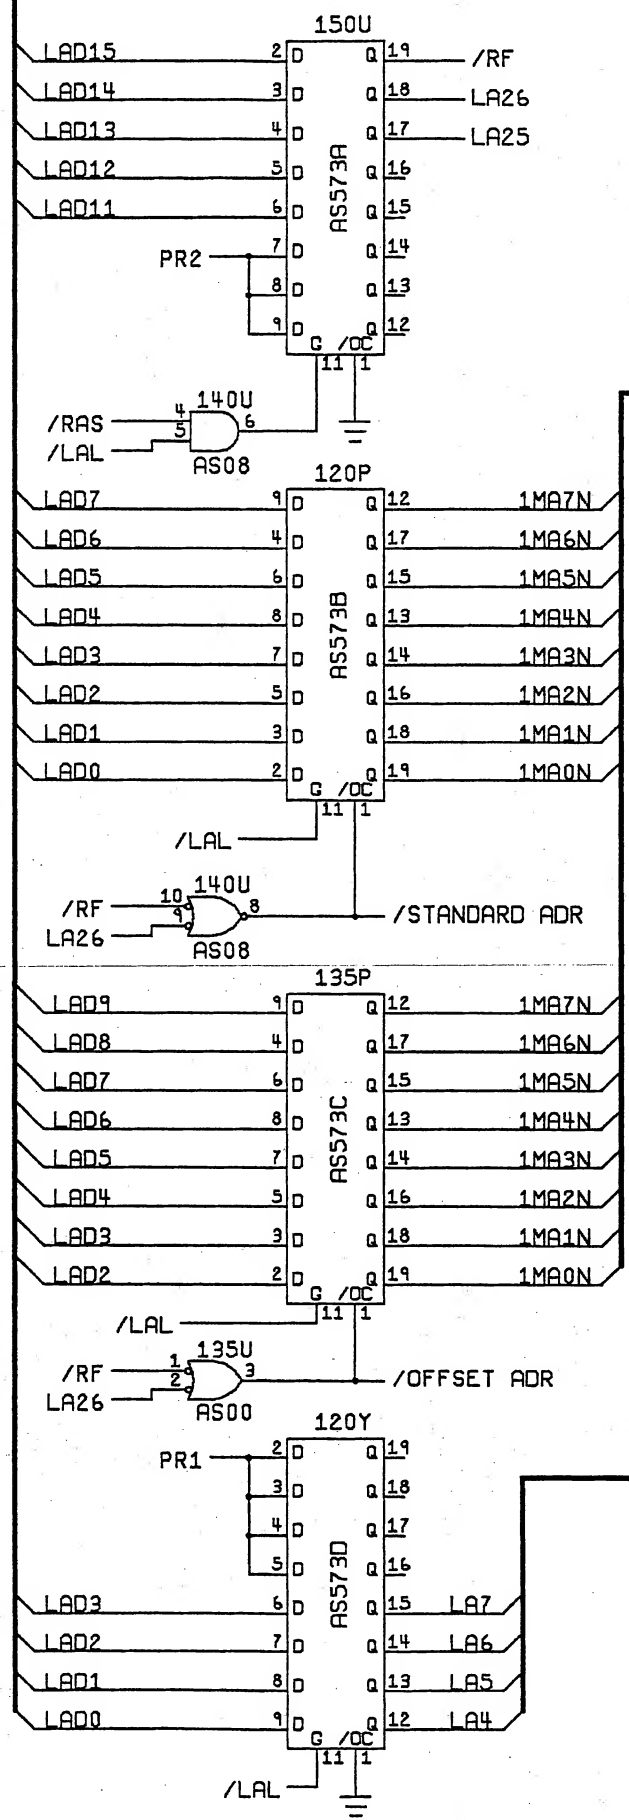 150U
LAD15 2 D Q 19 /RF
LAD14 3 D Q 18 LA26
LAD13 4 D Q 17 LA25
LAD12 5 D Q 16
LAD11 6 D Q 15
PR2 7 D Q 14
8 D Q 13
9 D Q 12
AS573A
G /OC
11 1
140U
/RAS 4 6
/LAL 5
AS08
120P
LAD7 9 D Q 12 1MA7N
LAD6 4 D Q 17 1MA6N
LAD5 6 D Q 15 1MA5N
LAD4 8 D Q 13 1MA4N
LAD3 7 D Q 14 1MA3N
LAD2 5 D Q 16 1MA2N
LAD1 3 D Q 18 1MA1N
LAD0 2 D Q 19 1MA0N
AS573B
G /OC
11 1
/LAL
140U
/RF 10 8 /STANDARD ADR
LA26 9
AS08
135P
LAD9 9 D Q 12 1MA7N
LAD8 4 D Q 17 1MA6N
LAD7 6 D Q 15 1MA5N
LAD6 8 D Q 13 1MA4N
LAD5 7 D Q 14 1MA3N
LAD4 5 D Q 16 1MA2N
LAD3 3 D Q 18 1MA1N
LAD2 2 D Q 19 1MA0N
AS573C
G /OC
11 1
/LAL
135U
/RF 1 3 /OFFSET ADR
LA26 2
AS00
120Y
PR1 2 D Q 19
3 D Q 18
4 D Q 17
5 D Q 16
LAD3 6 D Q 15 LA7
LAD2 7 D Q 14 LA6
LAD1 8 D Q 13 LA5
LAD0 9 D Q 12 LA4
AS573D
G /OC
11 1
/LAL